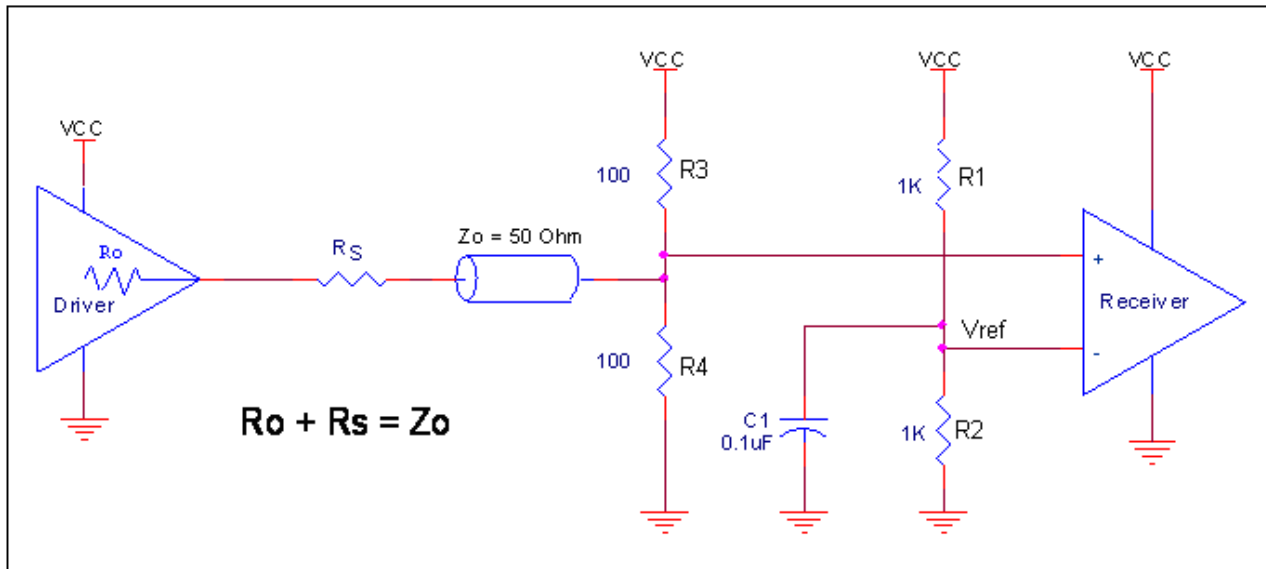 VCC
VCC
VCC
VCC
Ro
Driver
RS
Zo = 50 Ohm
100
R3
1K
R1
+
Receiver
-
Vref
100
R4
C1
0.1uF
1K
R2
Ro + Rs = Zo